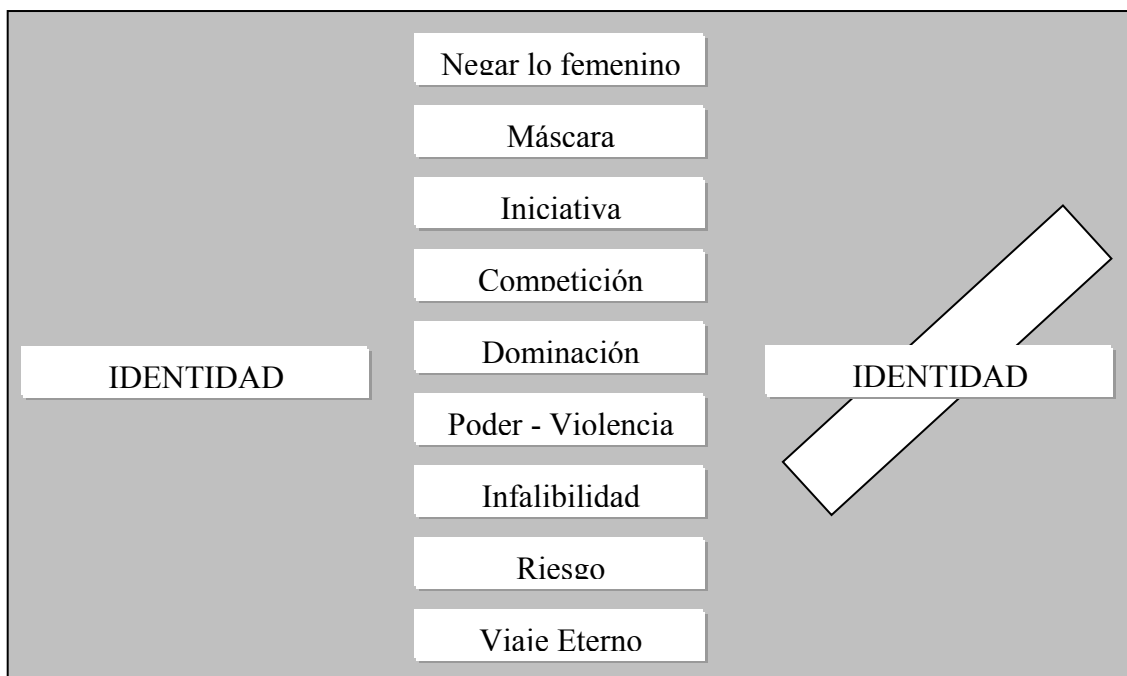 Negar lo femenino
Máscara
Iniciativa
Competición
Dominación
IDENTIDAD
IDENTIDAD
Poder - Violencia
Infalibilidad
Riesgo
Viaje Eterno